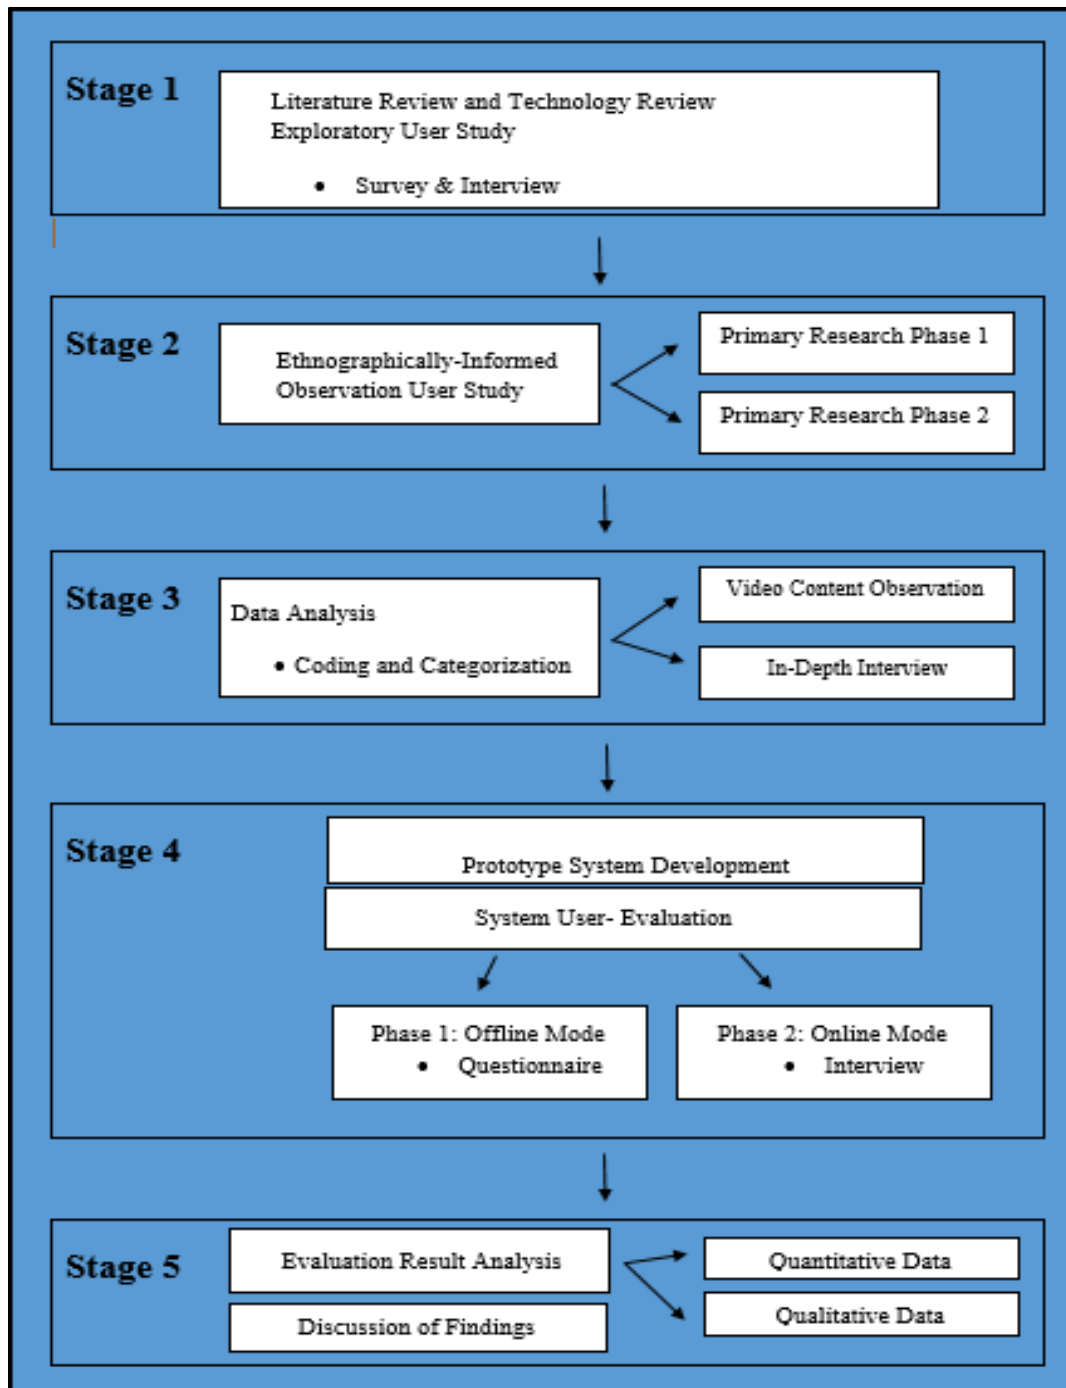 Stage 1
Literature Review and Technology Review
Exploratory User Study
• Survey & Interview
Stage 2
Ethnographically-Informed
Observation User Study
Primary Research Phase 1
Primary Research Phase 2
Stage 3
Data Analysis
• Coding and Categorization
Video Content Observation
In-Depth Interview
Stage 4
Prototype System Development
System User- Evaluation
Phase 1: Offline Mode
• Questionnaire
Phase 2: Online Mode
• Interview
Stage 5
Evaluation Result Analysis
Discussion of Findings
Quantitative Data
Qualitative Data